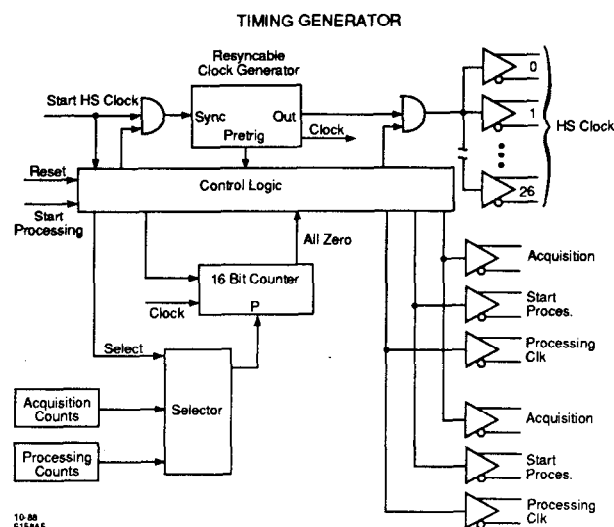 TIMING GENERATOR
Resyncable
Clock Generator
Start HS Clock
Sync
Out
Pretrig
Clock
0
1
26
HS Clock
Reset
Control Logic
Start
Processing
All Zero
16 Bit Counter
Clock
P
Select
Selector
Acquisition
Counts
Processing
Counts
Acquisition
Start
Proces.
Processing
Clk
Acquisition
Start
Proces.
Processing
Clk
10-88
6158A5